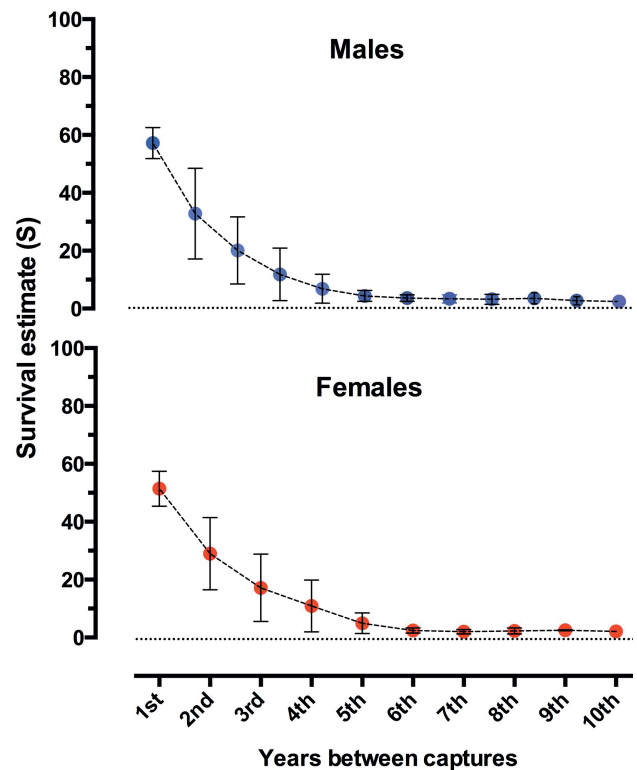 100
Males
80
60
40
20
0
Survival estimate (S)
100
Females
80
60
40
20
0
1st 2nd 3rd 4th 5th 6th 7th 8th 9th 10th
Years between captures